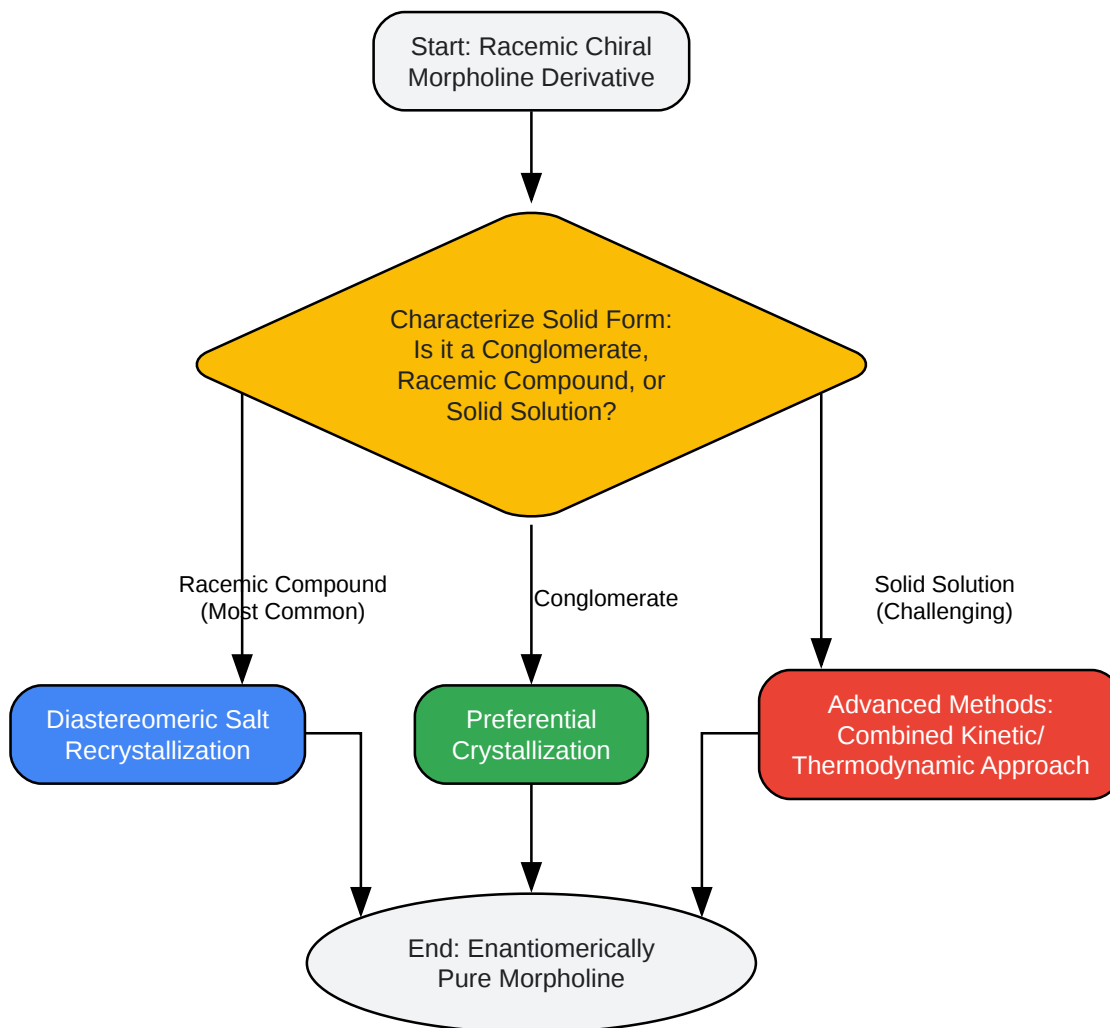 Start: Racemic Chiral
Morpholine Derivative
Characterize Solid Form:
Is it a Conglomerate,
Racemic Compound, or
Solid Solution?
Racemic Compound
(Most Common)
Conglomerate
Solid Solution
(Challenging)
Diastereomeric Salt
Recrystallization
Preferential
Crystallization
Advanced Methods:
Combined Kinetic/
Thermodynamic Approach
End: Enantiomerically
Pure Morpholine